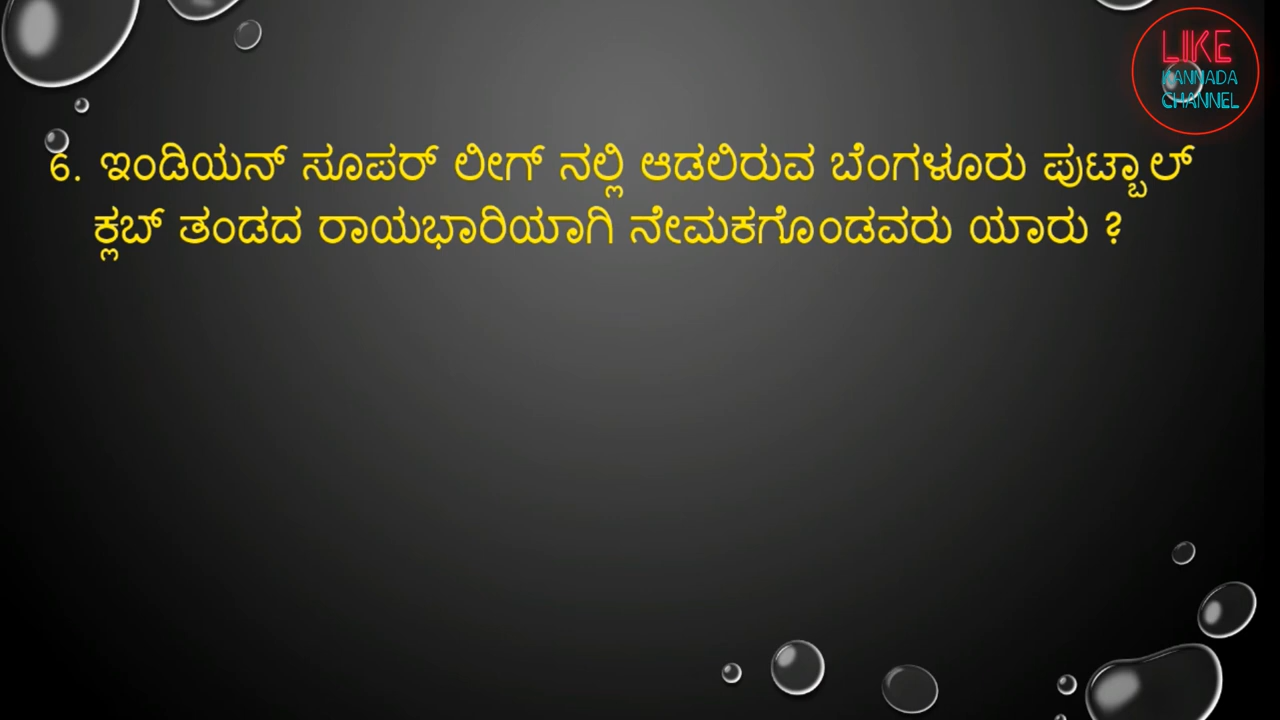 LIKE
KANNADA
CHANNEL
6. ಇಂಡಿಯನ್ ಸೂಪರ್ ಲೀಗ್ ನಲ್ಲಿ ಆಡಲಿರುವ ಬೆಂಗಳೂರು ಪುಟ್ಬಾಲ್
ಕ್ಲಬ್ ತಂಡದ ರಾಯಭಾರಿಯಾಗಿ ನೇಮಕಗೊಂಡವರು ಯಾರು ?